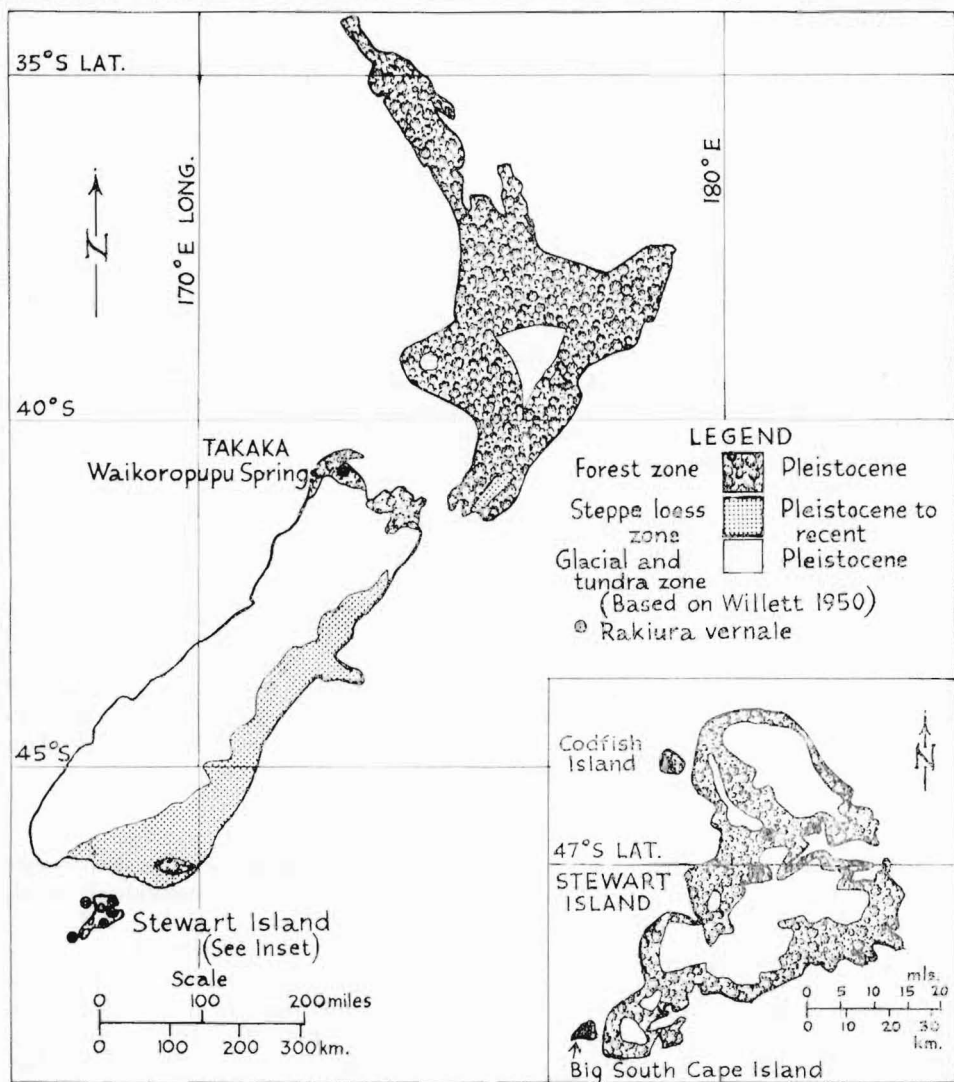 35°S LAT.
170°E LONG.
180°E
N
40°S
TAKAKA
Waikoropupu Springs
LEGEND
Forest zone Pleistocene
Steppe loess zone Pleistocene to recent
Glacial and tundra zone Pleistocene
(Based on Willett 1950)
Rakiura vernale
45°S
Stewart Island
(See Inset)
Scale
0 100 200 miles
0 100 200 300 km.
Codfish
Island
N
47°S LAT.
STEWART
ISLAND
mls.
0 5 10 15 20
0 10 20 30
km.
Big South Cape Island